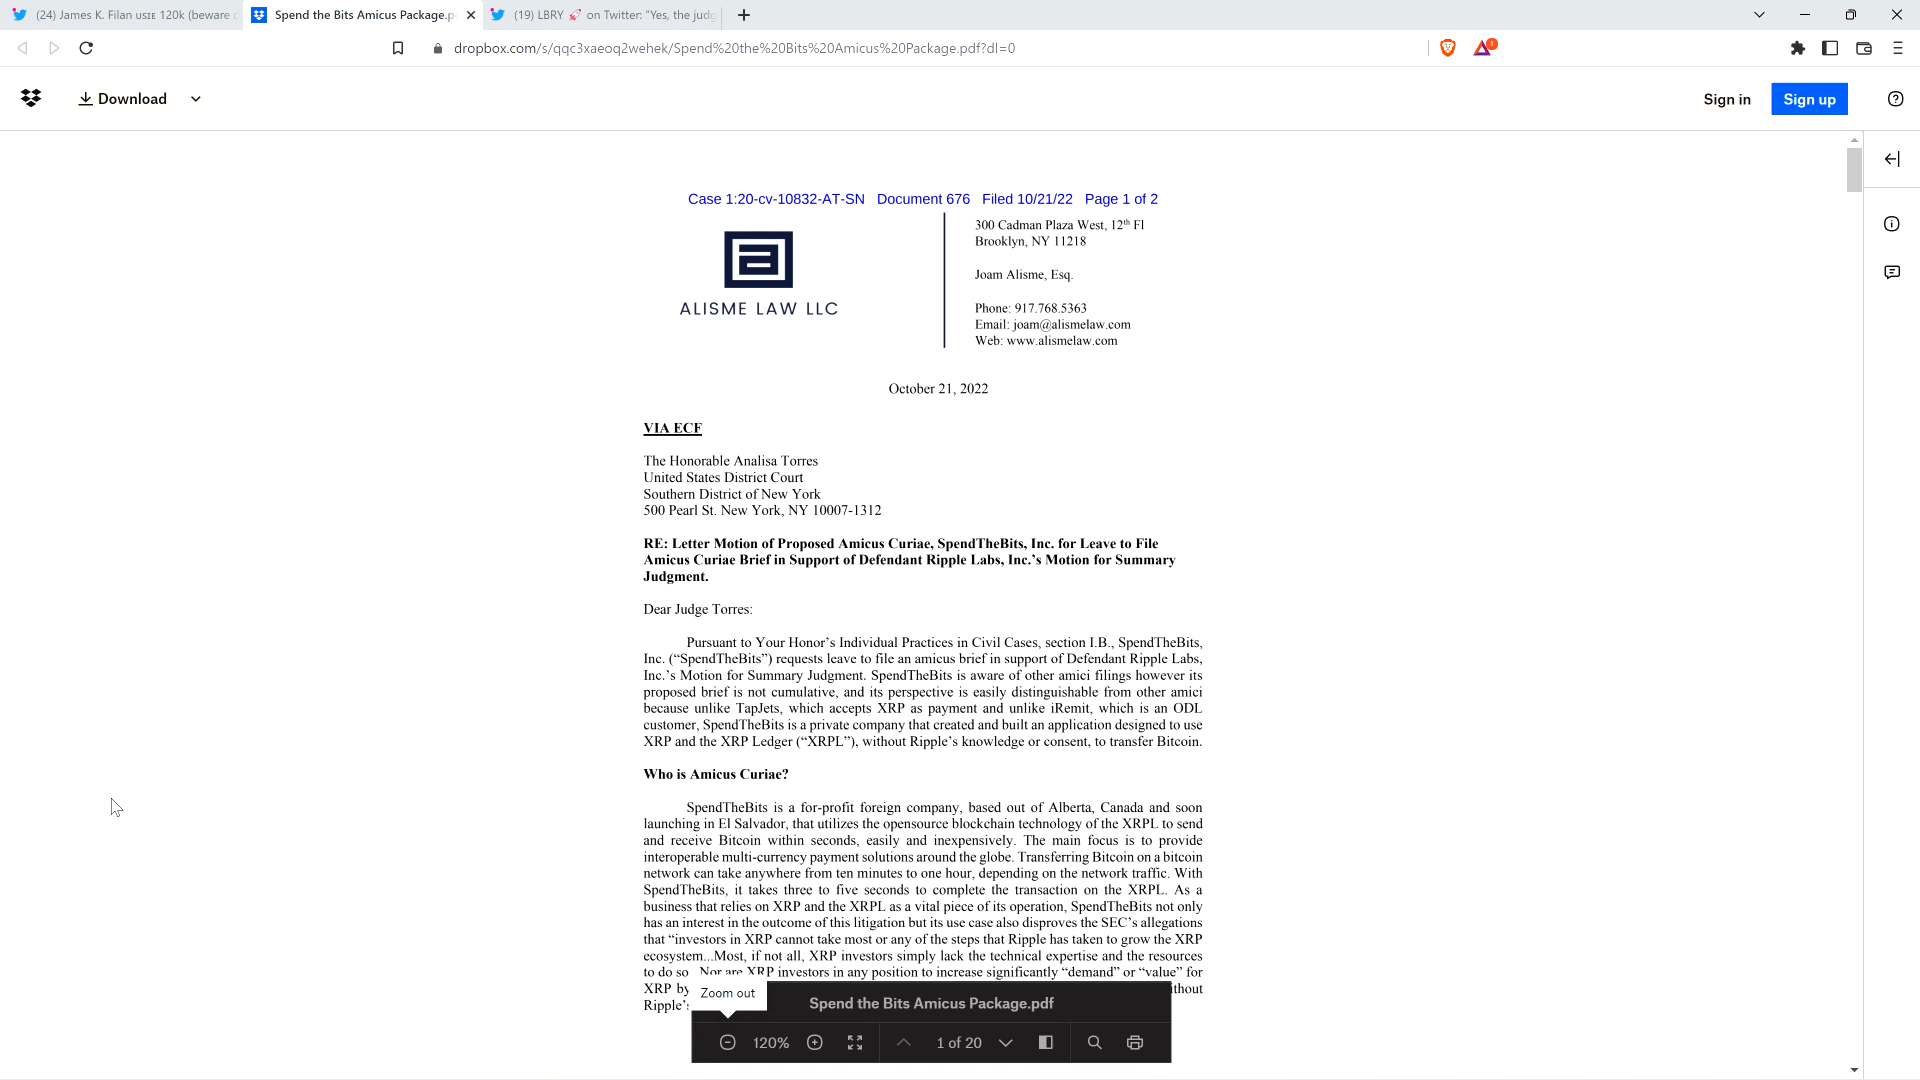 (24) James K. Filan 120k (beware
Spend the Bits Amicus Package.p
(19) LBRY 🚀 on Twitter: "Yes, the judg
dropbox.com/s/qqc3xaeoq2wehek/Spend%20the%20Bits%20Amicus%20Package.pdf?dl=0
1
Download
Sign in
Sign up
Case 1:20-cv-10832-AT-SN Document 676 Filed 10/21/22 Page 1 of 2
ALISME LAW LLC
300 Cadman Plaza West, 12th Fl
Brooklyn, NY 11218
Joam Alisme, Esq.
Phone: 917.768.5363
Email: joam@alismelaw.com
Web: www.alismelaw.com
October 21, 2022
VIA ECF
The Honorable Analisa Torres
United States District Court
Southern District of New York
500 Pearl St. New York, NY 10007-1312
RE: Letter Motion of Proposed Amicus Curiae, SpendTheBits, Inc. for Leave to File
Amicus Curiae Brief in Support of Defendant Ripple Labs, Inc.’s Motion for Summary
Judgment.
Dear Judge Torres:
Pursuant to Your Honor’s Individual Practices in Civil Cases, section I.B., SpendTheBits,
Inc. (“SpendTheBits”) requests leave to file an amicus brief in support of Defendant Ripple Labs,
Inc.’s Motion for Summary Judgment. SpendTheBits is aware of other amici filings however its
proposed brief is not cumulative, and its perspective is easily distinguishable from other amici
because unlike TapJets, which accepts XRP as payment and unlike iRemit, which is an ODL
customer, SpendTheBits is a private company that created and built an application designed to use
XRP and the XRP Ledger (“XRPL”), without Ripple’s knowledge or consent, to transfer Bitcoin.
Who is Amicus Curiae?
SpendTheBits is a for-profit foreign company, based out of Alberta, Canada and soon
launching in El Salvador, that utilizes the opensource blockchain technology of the XRPL to send
and receive Bitcoin within seconds, easily and inexpensively. The main focus is to provide
interoperable multi-currency payment solutions around the globe. Transferring Bitcoin on a bitcoin
network can take anywhere from ten minutes to one hour, depending on the network traffic. With
SpendTheBits, it takes three to five seconds to complete the transaction on the XRPL. As a
business that relies on XRP and the XRPL as a vital piece of its operation, SpendTheBits not only
has an interest in the outcome of this litigation but its use case also disproves the SEC’s allegations
that “investors in XRP cannot take most or any of the steps that Ripple has taken to grow the XRP
ecosystem...Most, if not all, XRP investors simply lack the technical expertise and the resources
to do so Nor are XRP investors in any position to increase significantly “demand” or “value” for
XRP by ithout
Ripple’s
Zoom out
Spend the Bits Amicus Package.pdf
120%
1 of 20